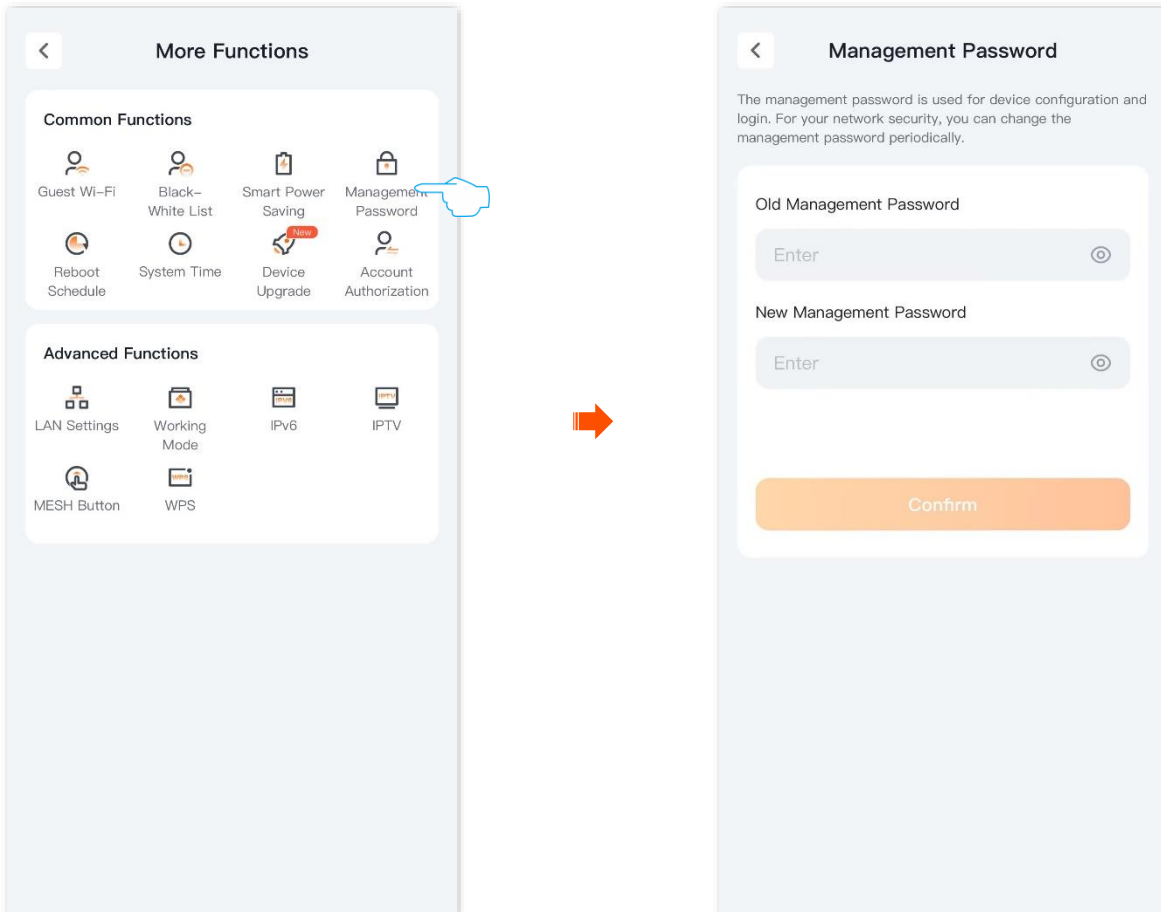 More Functions
Common Functions
Guest Wi-Fi
Black-
White List
Smart Power
Saving
Management
Password
New
Reboot
Schedule
System Time
Device
Upgrade
Account
Authorization
Advanced Functions
LAN Settings
Working
Mode
IPV6
IPv6
IPTV
IPTV
MESH Button
WPS
Management Password
The management password is used for device configuration and
login. For your network security, you can change the
management password periodically.
Old Management Password
Enter
New Management Password
Enter
Confirm